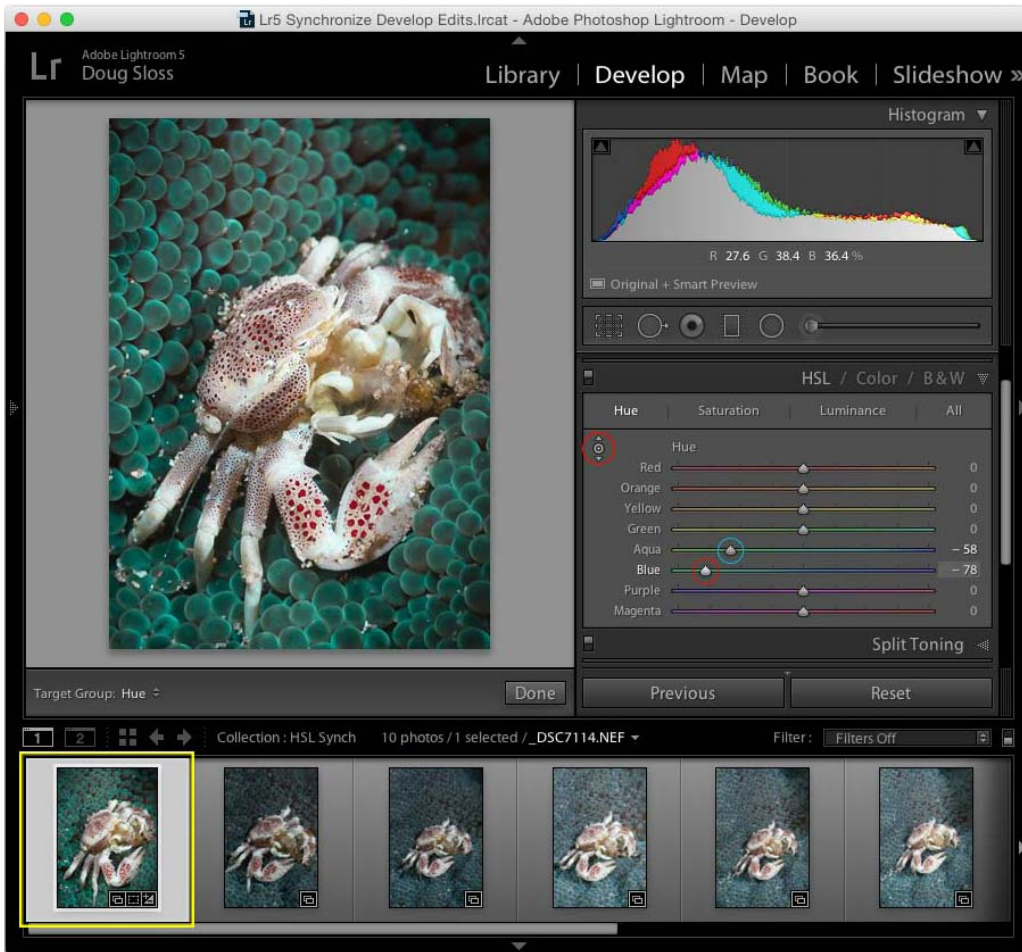 Lr5 Synchronize Develop Edits.lrcat - Adobe Photoshop Lightroom - Develop
Lr
Adobe Lightroom 5
Doug Sloss
Library | Develop | Map | Book | Slideshow »
Histogram
R 27.6 G 38.4 B 36.4 %
Original + Smart Preview
HSL / Color / B&W
Hue Saturation Luminance All
Hue
Red 0
Orange 0
Yellow 0
Green 0
Aqua - 58
Blue - 78
Purple 0
Magenta 0
Split Toning
Target Group: Hue
Done
Previous
Reset
1 2
Collection : HSL Synch 10 photos / 1 selected / _DSC7114.NEF
Filter : Filters Off